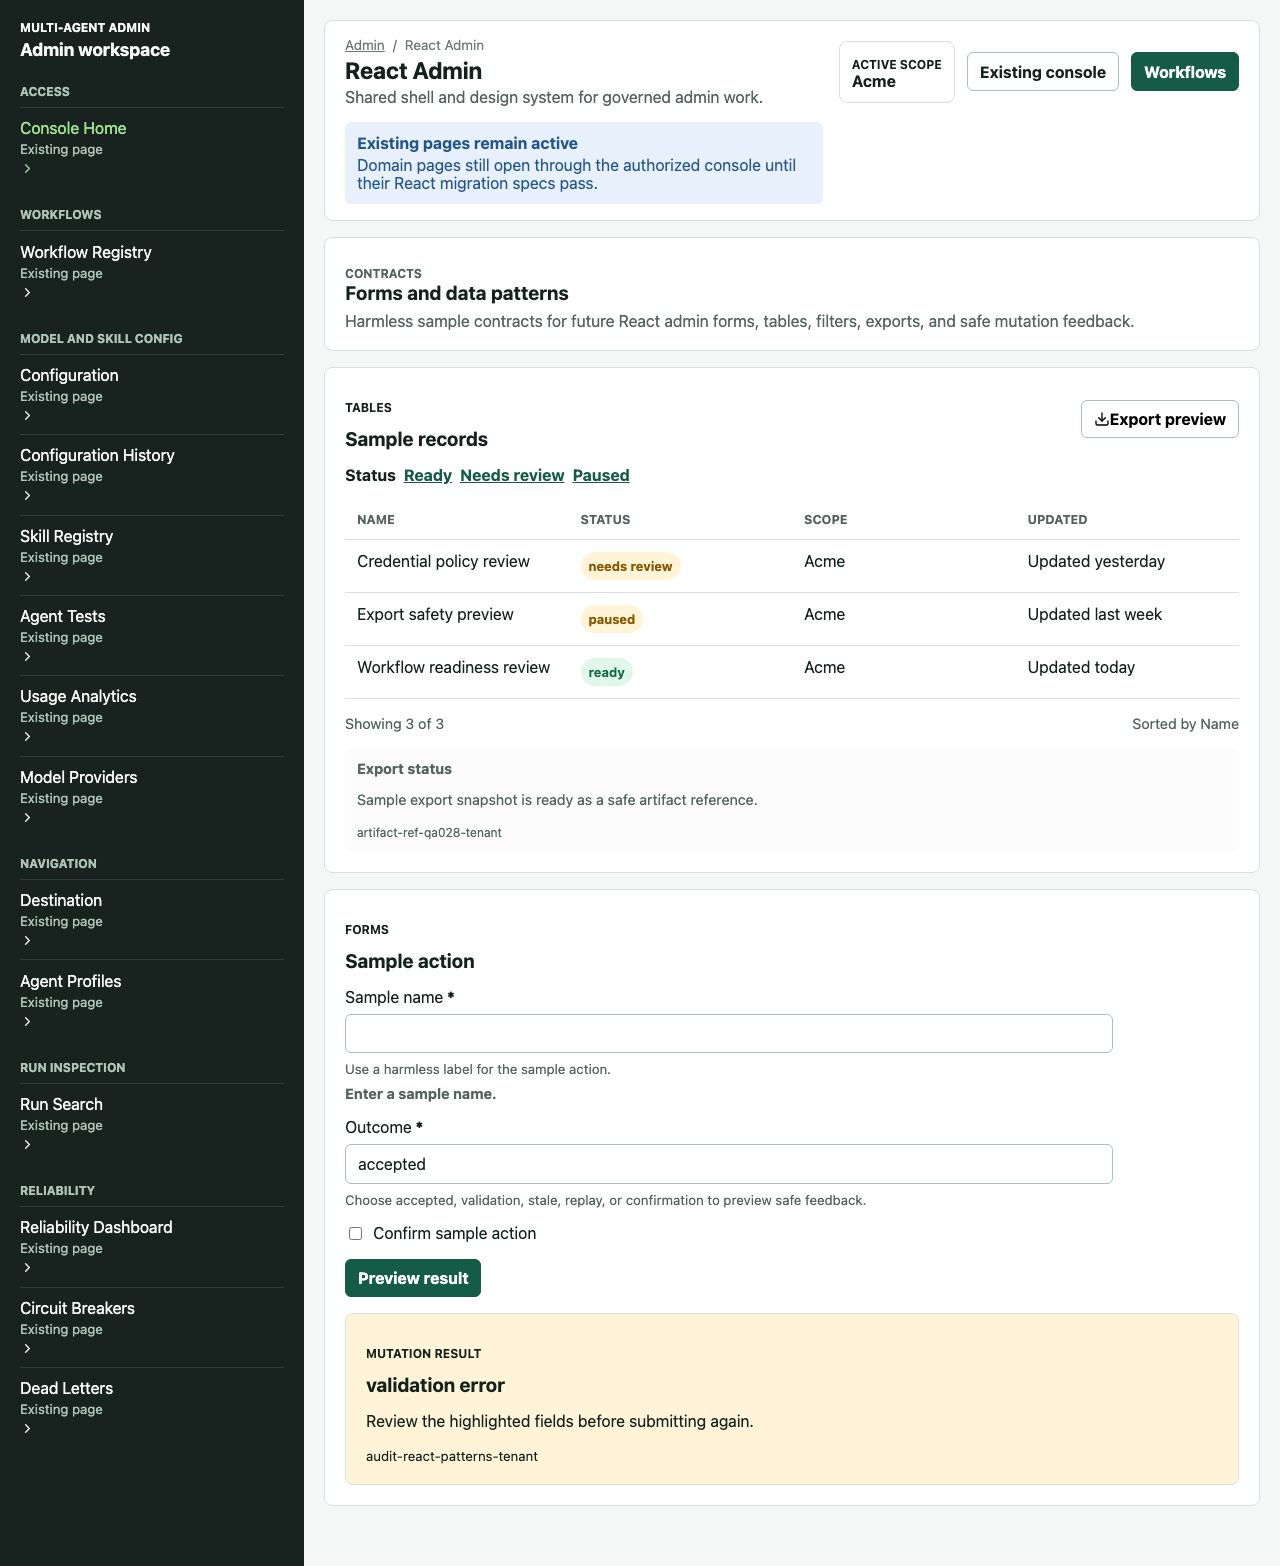 MULTI-AGENT ADMIN
Admin workspace
ACCESS
Console Home
Existing page
WORKFLOWS
Workflow Registry
Existing page
MODEL AND SKILL CONFIG
Configuration
Existing page
Configuration History
Existing page
Skill Registry
Existing page
Agent Tests
Existing page
Usage Analytics
Existing page
Model Providers
Existing page
NAVIGATION
Destination
Existing page
Agent Profiles
Existing page
RUN INSPECTION
Run Search
Existing page
RELIABILITY
Reliability Dashboard
Existing page
Circuit Breakers
Existing page
Dead Letters
Existing page
Admin / React Admin
React Admin
Shared shell and design system for governed admin work.
ACTIVE SCOPE
Acme
Existing console
Workflows
Existing pages remain active
Domain pages still open through the authorized console until
their React migration specs pass.
CONTRACTS
Forms and data patterns
Harmless sample contracts for future React admin forms, tables, filters, exports, and safe mutation feedback.
TABLES
Sample records
Export preview
Status Ready Needs review Paused
NAME STATUS SCOPE UPDATED
Credential policy review needs review Acme Updated yesterday
Export safety preview paused Acme Updated last week
Workflow readiness review ready Acme Updated today
Showing 3 of 3 Sorted by Name
Export status
Sample export snapshot is ready as a safe artifact reference.
artifact-ref-qa028-tenant
FORMS
Sample action
Sample name *
Use a harmless label for the sample action.
Enter a sample name.
Outcome *
accepted
Choose accepted, validation, stale, replay, or confirmation to preview safe feedback.
Confirm sample action
Preview result
MUTATION RESULT
validation error
Review the highlighted fields before submitting again.
audit-react-patterns-tenant